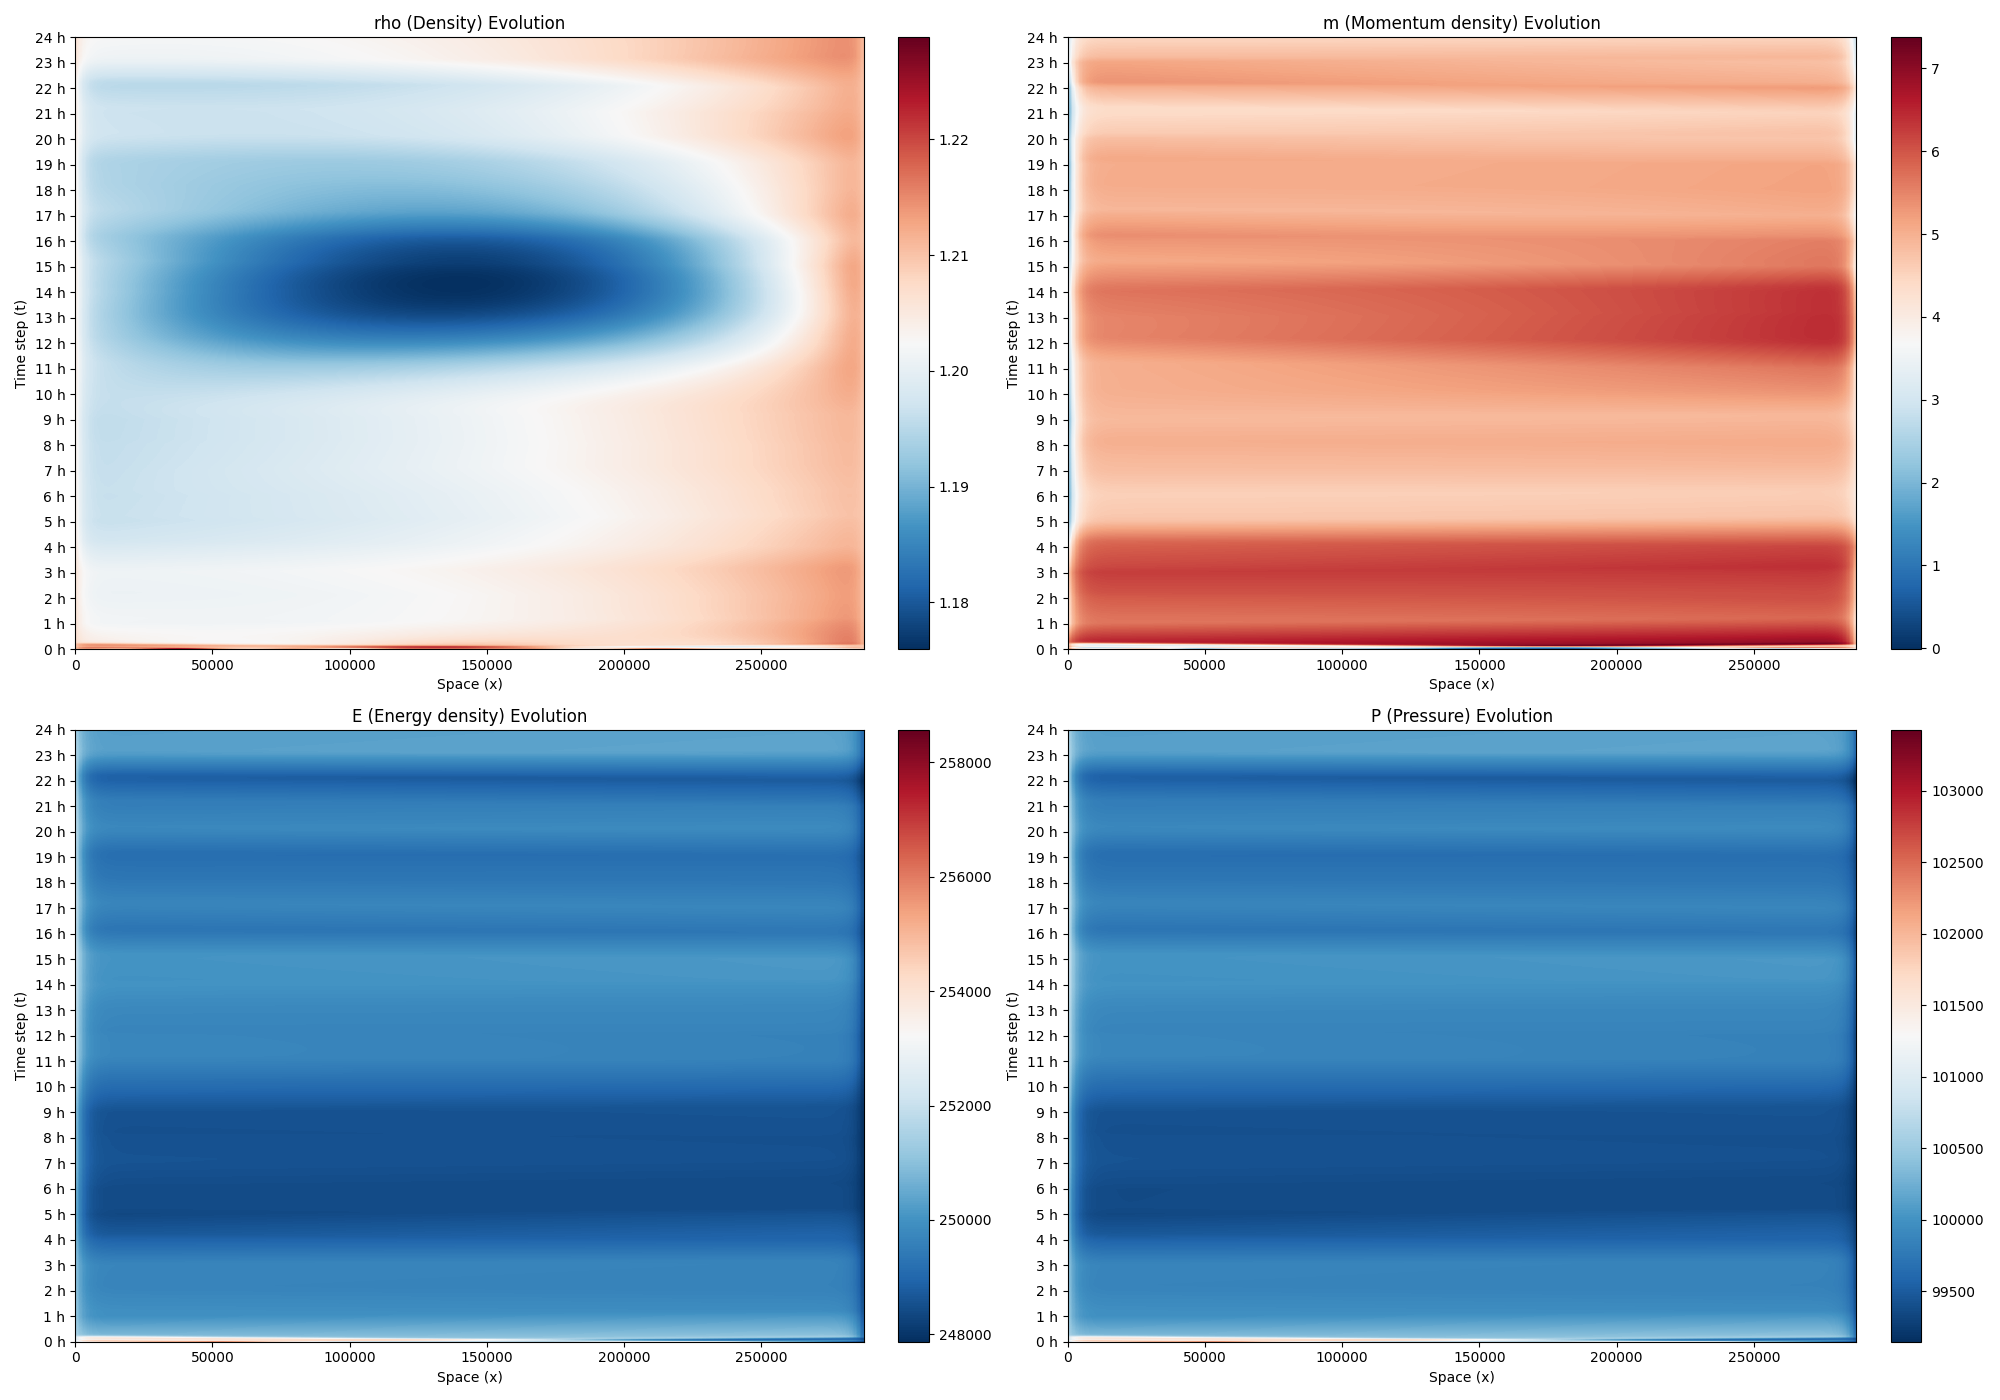 rho (Density) Evolution
24 h
23 h
22 h
21 h
20 h
19 h
18 h
17 h
16 h
15 h
14 h
13 h
12 h
11 h
10 h
9 h
8 h
7 h
6 h
5 h
4 h
3 h
2 h
1 h
0 h
Time step (t)
0 50000 100000 150000 200000 250000
Space (x)
1.22
1.21
1.20
1.19
1.18
m (Momentum density) Evolution
24 h
23 h
22 h
21 h
20 h
19 h
18 h
17 h
16 h
15 h
14 h
13 h
12 h
11 h
10 h
9 h
8 h
7 h
6 h
5 h
4 h
3 h
2 h
1 h
0 h
Time step (t)
0 50000 100000 150000 200000 250000
Space (x)
7
6
5
4
3
2
1
0
E (Energy density) Evolution
24 h
23 h
22 h
21 h
20 h
19 h
18 h
17 h
16 h
15 h
14 h
13 h
12 h
11 h
10 h
9 h
8 h
7 h
6 h
5 h
4 h
3 h
2 h
1 h
0 h
Time step (t)
0 50000 100000 150000 200000 250000
Space (x)
258000
256000
254000
252000
250000
248000
P (Pressure) Evolution
24 h
23 h
22 h
21 h
20 h
19 h
18 h
17 h
16 h
15 h
14 h
13 h
12 h
11 h
10 h
9 h
8 h
7 h
6 h
5 h
4 h
3 h
2 h
1 h
0 h
Time step (t)
0 50000 100000 150000 200000 250000
Space (x)
103000
102500
102000
101500
101000
100500
100000
99500